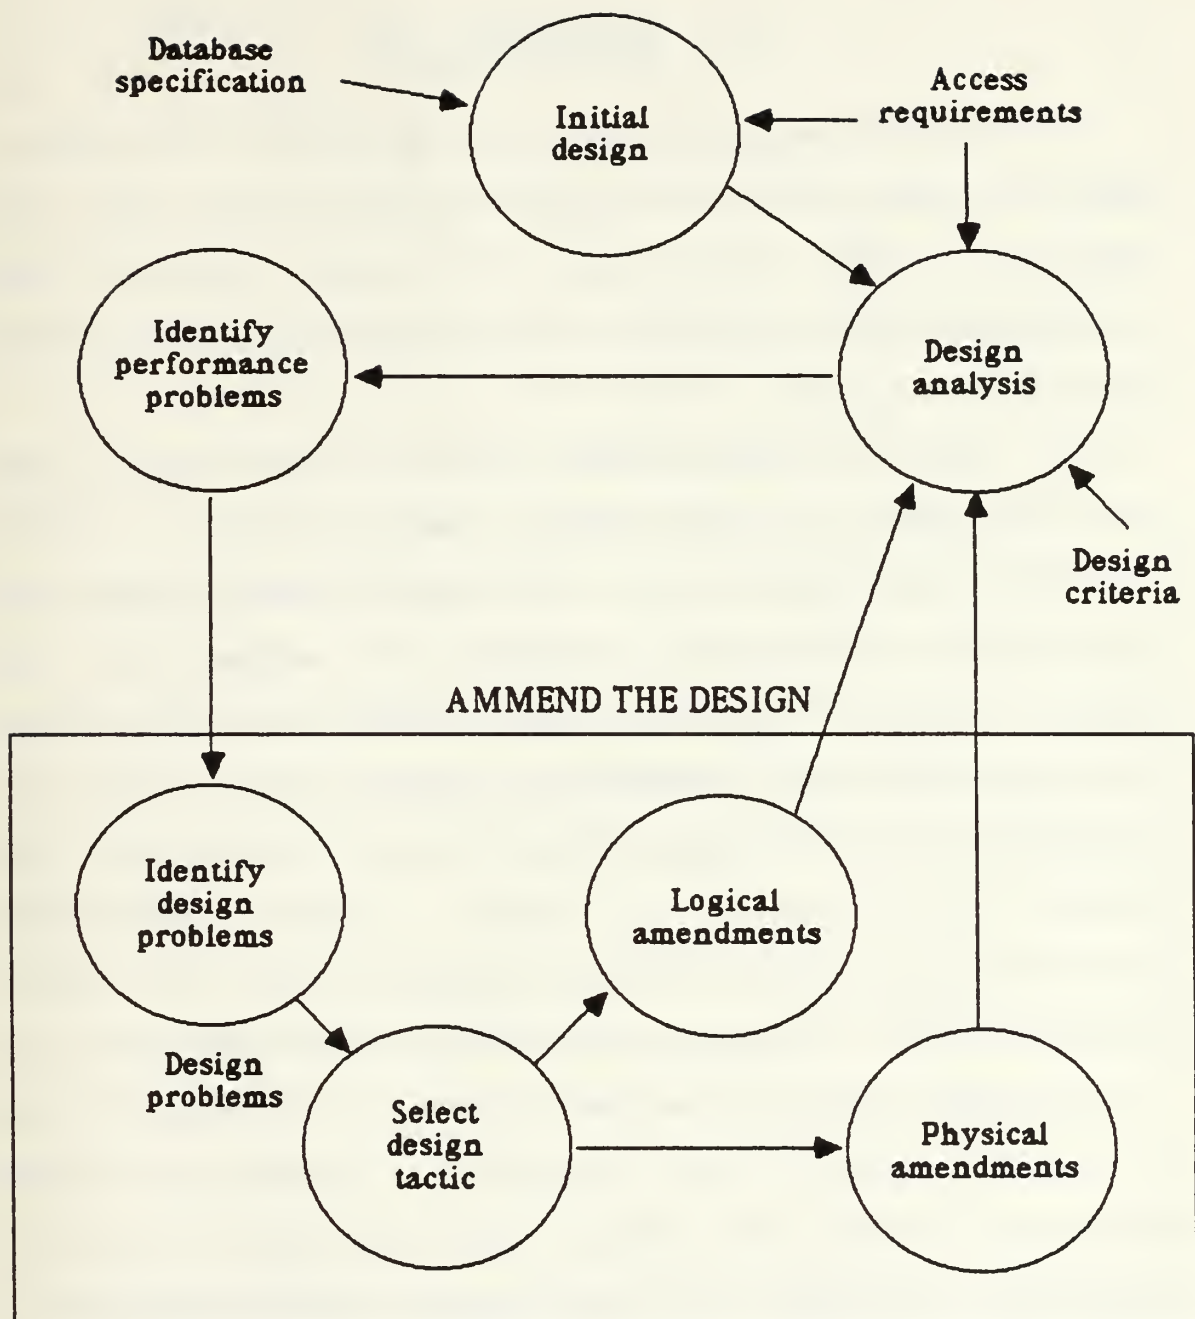 Database
specification
Initial
design
Access
requirements
Identify
performance
problems
Design
analysis
Design
criteria
AMMEND THE DESIGN
Identify
design
problems
Logical
amendments
Design
problems
Select
design
tactic
Physical
amendments